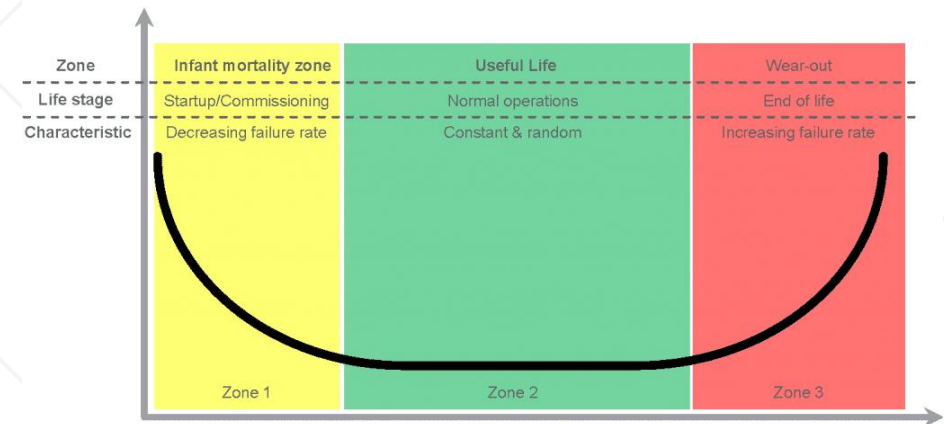 Zone Infant mortality zone Useful Life Wear-out
Life stage Startup/Commissioning Normal operations End of life
Characteristic Decreasing failure rate Constant & random Increasing failure rate
Zone 1 Zone 2 Zone 3